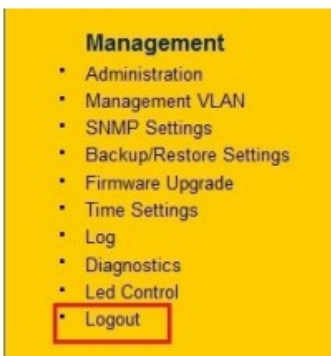 Management
Administration
Management VLAN
SNMP Settings
Backup/Restore Settings
Firmware Upgrade
Time Settings
Log
Diagnostics
Led Control
Logout